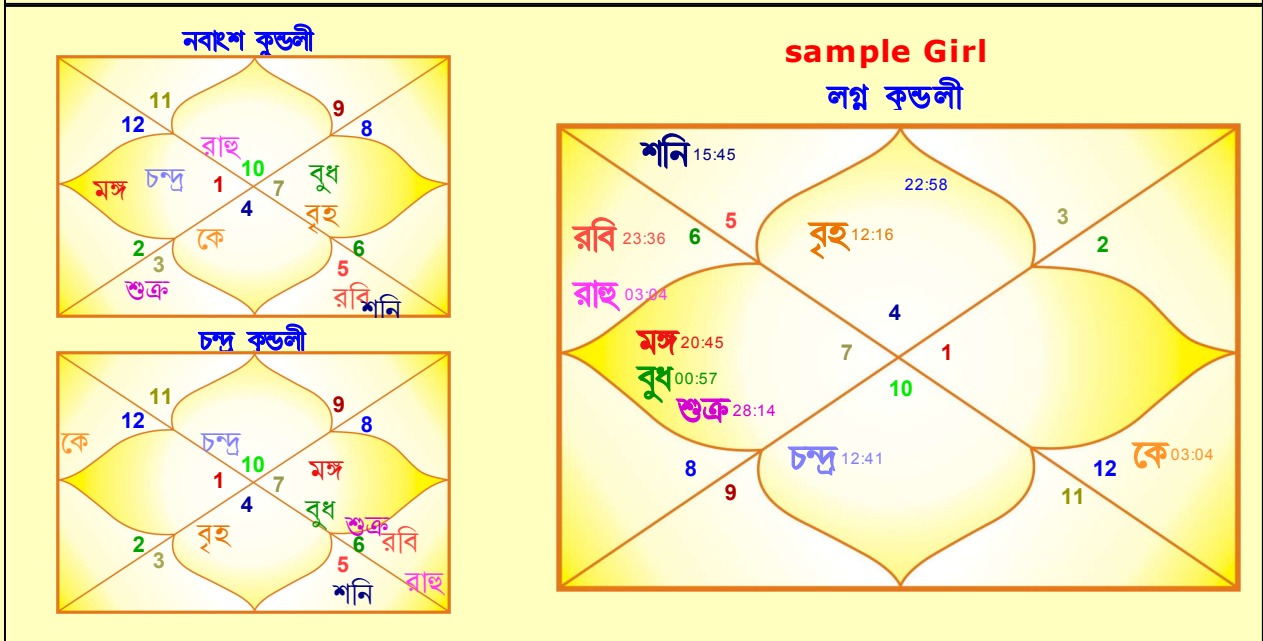 নবাংশ কুন্ডলী
11
9
12
8
রাহু
10
চন্দ্র
মঙ্গ
1
7
বুধ
4
বৃহ
কে
2
6
3
5
শুক্র
রবি
শনি
চন্দ্র কুন্ডলী
11
9
12
8
কে
চন্দ্র
10
মঙ্গ
1
7
4
বুধ
শুক্র
বৃহ
রবি
2
6
3
5
রাহু
শনি
sample Girl
লগ্ন কুন্ডলী
শনি 15:45
22:58
5
3
রবি 23:36
6
বৃহ 12:16
2
রাহু 03:04
4
মঙ্গ 20:45
7
1
বুধ 00:57
10
শুক্র 28:14
চন্দ্র 12:41
কে 03:04
8
12
9
11